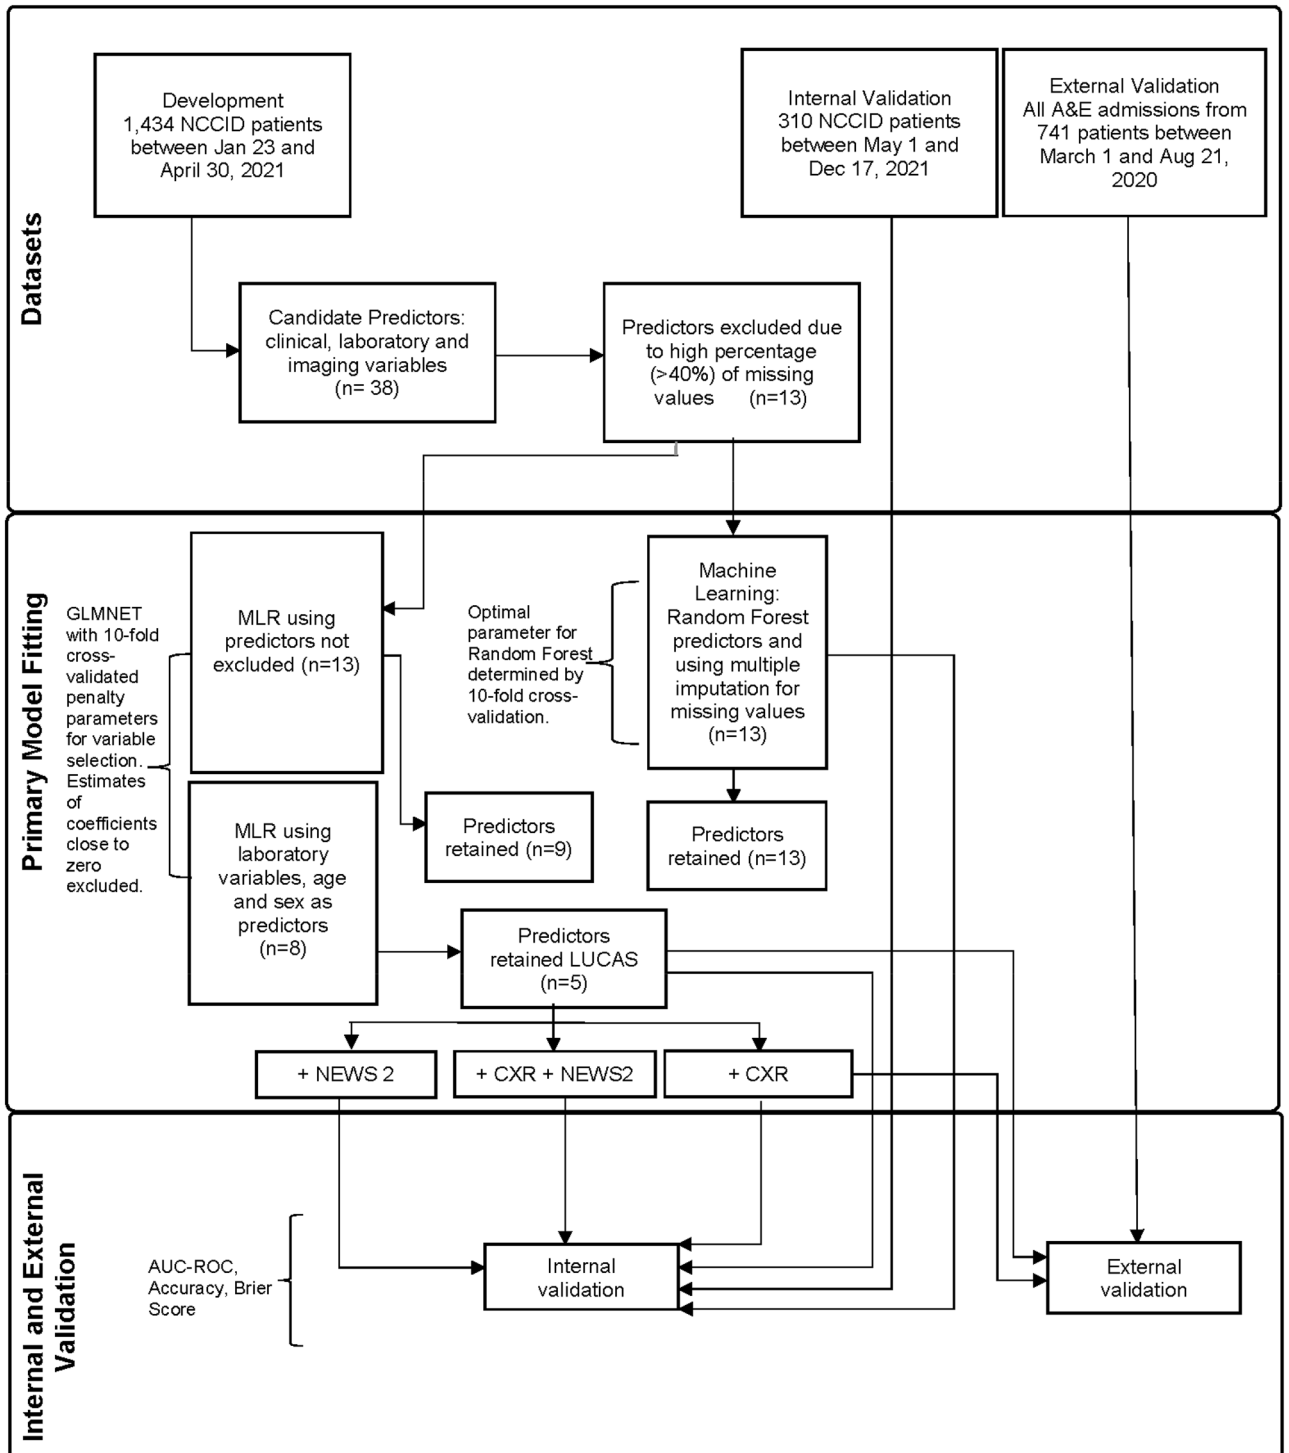 Datasets
Development
1,434 NCCID patients
between Jan 23 and
April 30, 2021
Internal Validation
310 NCCID patients
between May 1 and
Dec 17, 2021
External Validation
All A&E admissions from
741 patients between
March 1 and Aug 21,
2020
Candidate Predictors:
clinical, laboratory and
imaging variables
(n= 38)
Predictors excluded due
to high percentage
(>40%) of missing
values (n=13)
Primary Model Fitting
GLMNET
with 10-fold
cross-
validated
penalty
parameters
for variable
selection.
Estimates
of
coefficients
close to
zero
excluded.
MLR using
predictors not
excluded (n=13)
Optimal
parameter for
Random Forest
determined by
10-fold cross-
validation.
Machine
Learning:
Random Forest
predictors and
using multiple
imputation for
missing values
(n=13)
MLR using
laboratory
variables, age
and sex as
predictors
(n=8)
Predictors
retained (n=9)
Predictors
retained (n=13)
Predictors
retained LUCAS
(n=5)
+ NEWS 2
+ CXR + NEWS2
+ CXR
Internal and External
Validation
AUC-ROC,
Accuracy, Brier
Score
Internal
validation
External
validation